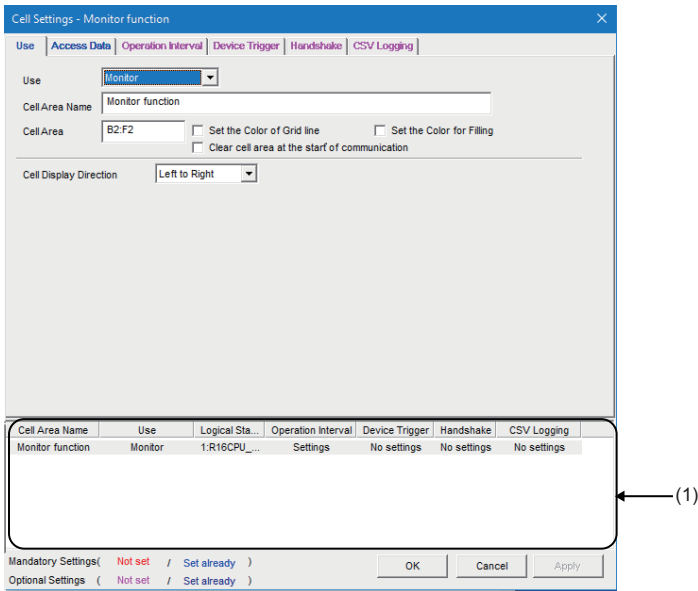 Cell Settings - Monitor function
Use Access Data Operation Interval Device Trigger Handshake CSV Logging
Use Monitor
Cell Area Name Monitor function
Cell Area B2:F2 Set the Color of Grid line Set the Color for Filling
Clear cell area at the start of communication
Cell Display Direction Left to Right
Cell Area Name Use Logical Sta... Operation Interval Device Trigger Handshake CSV Logging
Monitor function Monitor 1:R16CPU_... Settings No settings No settings No settings
(1)
Mandatory Settings( Not set / Set already ) OK Cancel Apply
Optional Settings ( Not set / Set already )